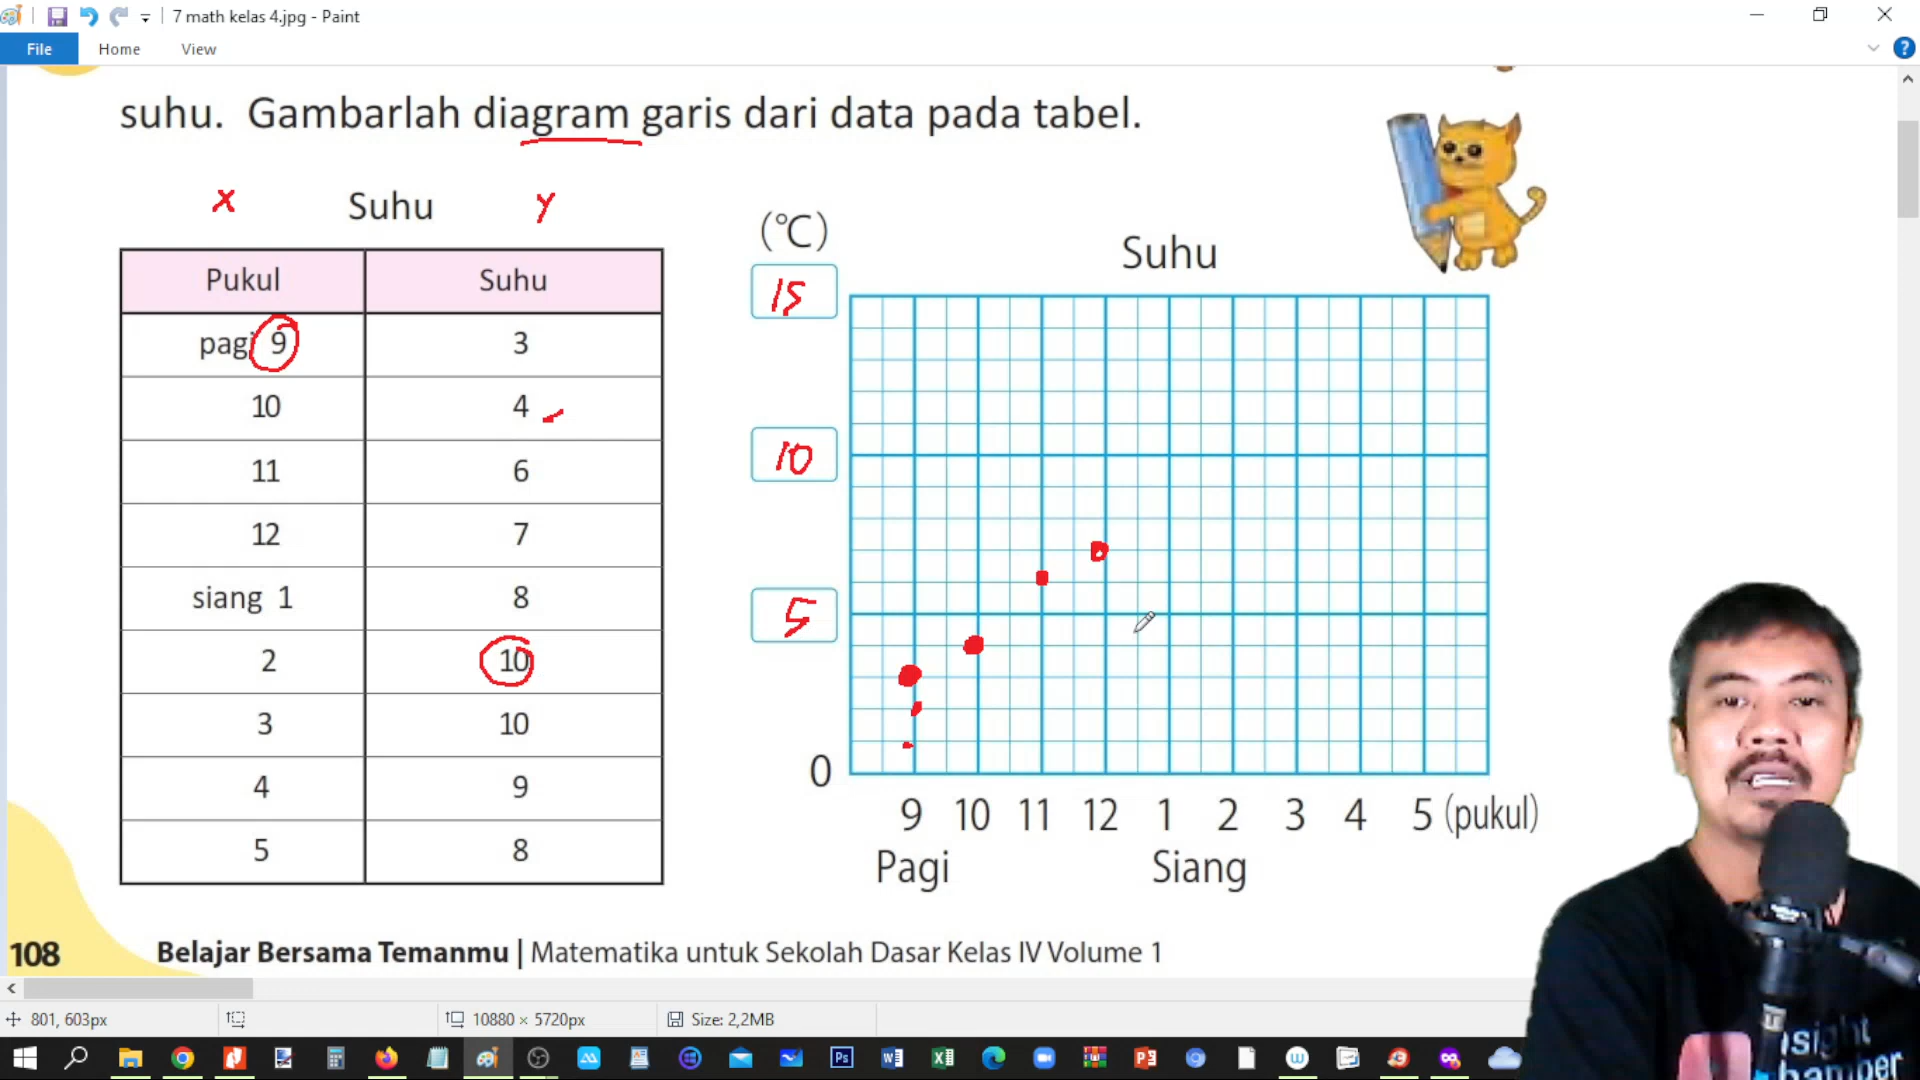 7 math kelas 4.jpg - Paint
File Home View
suhu. Gambarlah diagram garis dari data pada tabel.
x Suhu y
Pukul Suhu
pagi 9 3
10 4
11 6
12 7
siang 1 8
2 10
3 10
4 9
5 8
(°C)
Suhu
15
10
5
0
9 10 11 12 1 2 3 4 5 (pukul)
Pagi Siang
108 Belajar Bersama Temanmu | Matematika untuk Sekolah Dasar Kelas IV Volume 1
801, 603px 10880 × 5720px Size: 2,2MB